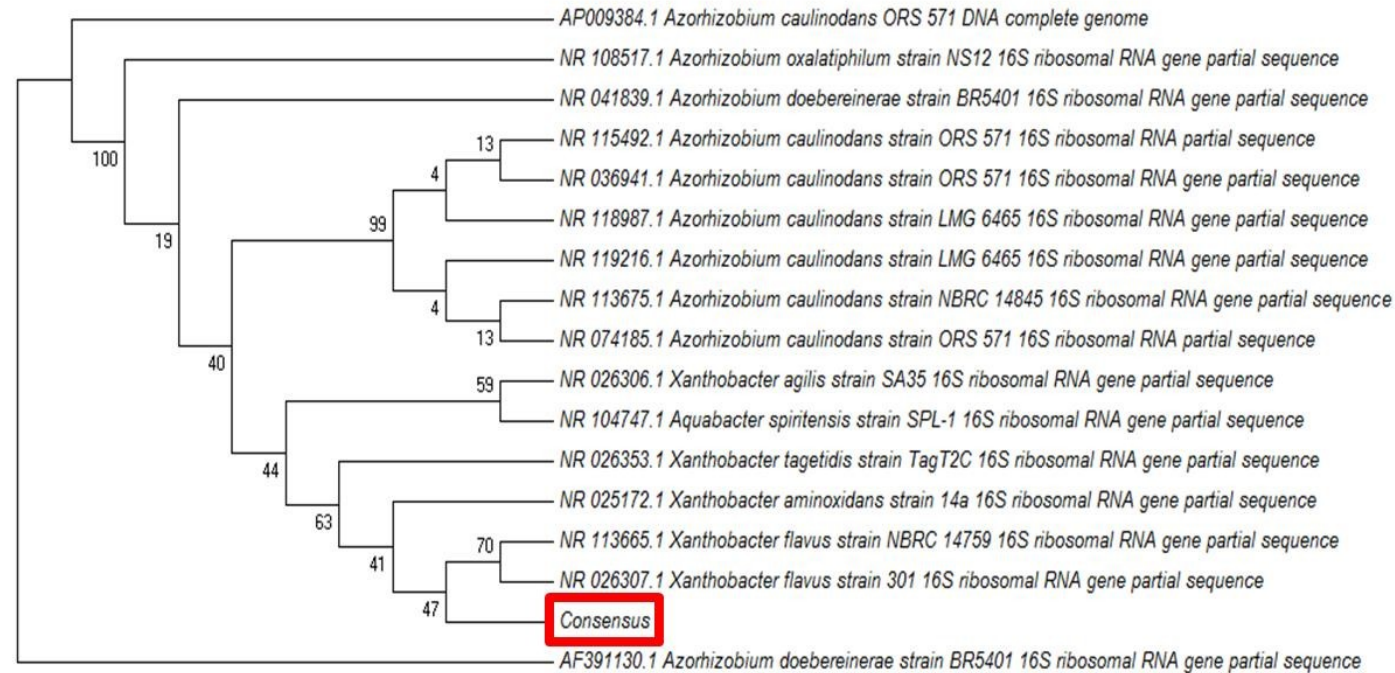 AP009384.1 Azorhizobium caulinodans ORS 571 DNA complete genome
NR 108517.1 Azorhizobium oxalatiphilum strain NS12 16S ribosomal RNA gene partial sequence
100
NR 041839.1 Azorhizobium doebereinerae strain BR5401 16S ribosomal RNA gene partial sequence
19
13
NR 115492.1 Azorhizobium caulinodans strain ORS 571 16S ribosomal RNA partial sequence
4
NR 036941.1 Azorhizobium caulinodans strain ORS 571 16S ribosomal RNA gene partial sequence
99
NR 118987.1 Azorhizobium caulinodans strain LMG 6465 16S ribosomal RNA gene partial sequence
NR 119216.1 Azorhizobium caulinodans strain LMG 6465 16S ribosomal RNA gene partial sequence
4
NR 113675.1 Azorhizobium caulinodans strain NBRC 14845 16S ribosomal RNA gene partial sequence
13
NR 074185.1 Azorhizobium caulinodans strain ORS 571 16S ribosomal RNA gene partial sequence
40
59
NR 026306.1 Xanthobacter agilis strain SA35 16S ribosomal RNA gene partial sequence
NR 104747.1 Aquabacter spiritensis strain SPL-1 16S ribosomal RNA gene partial sequence
44
NR 026353.1 Xanthobacter tagetidis strain TagT2C 16S ribosomal RNA gene partial sequence
63
NR 025172.1 Xanthobacter aminoxidans strain 14a 16S ribosomal RNA gene partial sequence
41
70
NR 113665.1 Xanthobacter flavus strain NBRC 14759 16S ribosomal RNA gene partial sequence
NR 026307.1 Xanthobacter flavus strain 301 16S ribosomal RNA gene partial sequence
47
Consensus
AF391130.1 Azorhizobium doebereinerae strain BR5401 16S ribosomal RNA gene partial sequence